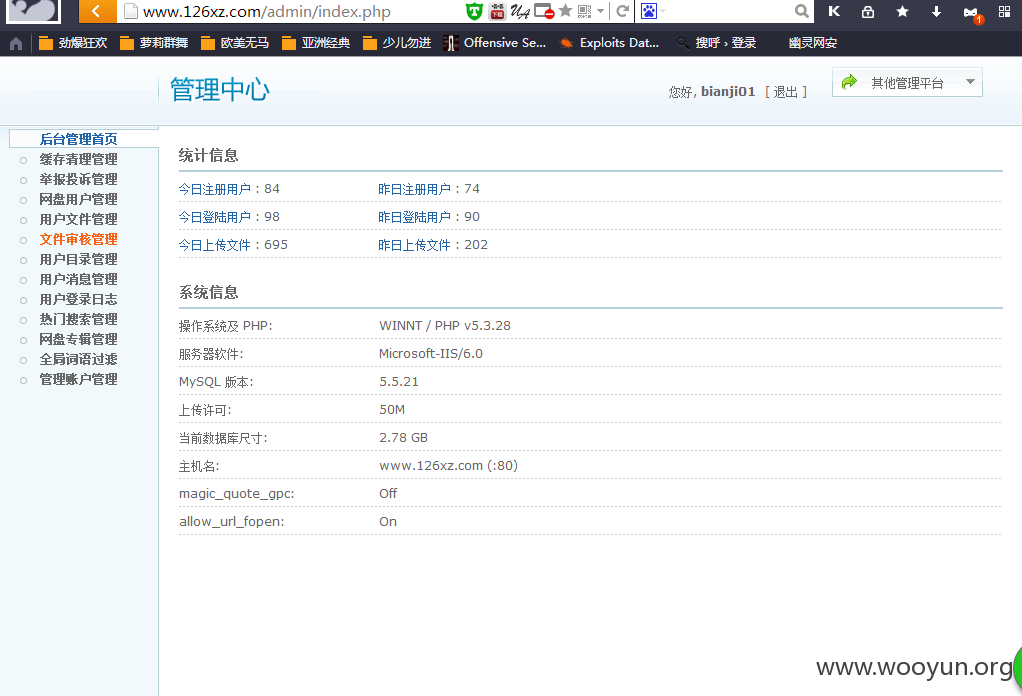 www.126xz.com/admin/index.php
劲爆狂欢 萝莉群舞 欧美无马 亚洲经典 少儿勿进 Offensive Se... Exploits Dat... 搜呼 › 登录 幽灵网安
管理中心
您好, bianji01 [ 退出 ]
其他管理平台
后台管理首页
缓存清理管理
举报投诉管理
网盘用户管理
用户文件管理
文件审核管理
用户目录管理
用户消息管理
用户登录日志
热门搜索管理
网盘专辑管理
全局词语过滤
管理账户管理
统计信息
今日注册用户：84 昨日注册用户：74
今日登陆用户：98 昨日登陆用户：90
今日上传文件：695 昨日上传文件：202
系统信息
操作系统及 PHP: WINNT / PHP v5.3.28
服务器软件: Microsoft-IIS/6.0
MySQL 版本: 5.5.21
上传许可: 50M
当前数据库尺寸: 2.78 GB
主机名: www.126xz.com (:80)
magic_quote_gpc: Off
allow_url_fopen: On
www.wooyun.org